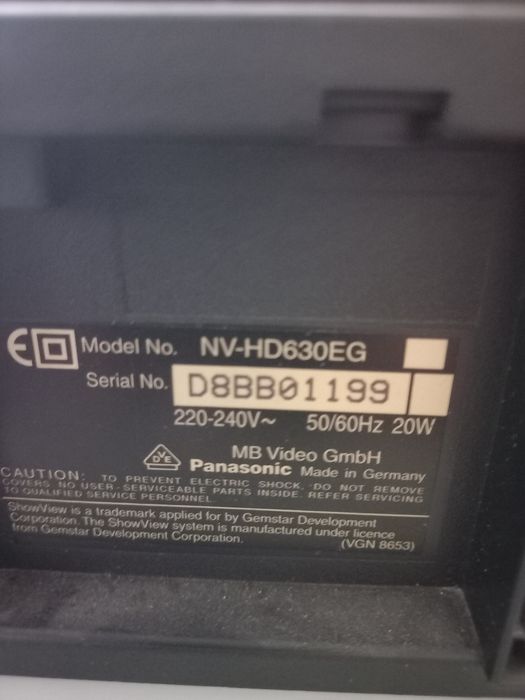 CE Model No. NV-HD630EG
Serial No. D8BB01199
220-240V~ 50/60Hz 20W
VDE MB Video GmbH
Panasonic Made in Germany
CAUTION: TO PREVENT ELECTRIC SHOCK, DO NOT REMOVE
COVERS NO USER-SERVICEABLE PARTS INSIDE. REFER SERVICING
TO QUALIFIED SERVICE PERSONNEL.
ShowView is a trademark applied for by Gemstar Development
Corporation. The ShowView system is manufactured under licence
from Gemstar Development Corporation. (VGN 8653)